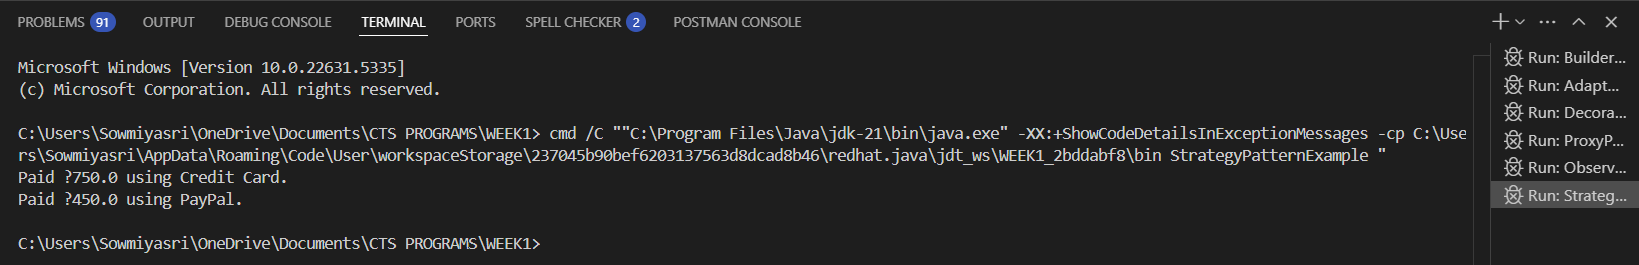 PROBLEMS 91 OUTPUT DEBUG CONSOLE TERMINAL PORTS SPELL CHECKER 2 POSTMAN CONSOLE
Microsoft Windows [Version 10.0.22631.5335]
(c) Microsoft Corporation. All rights reserved.
C:\Users\Sowmiyasri\OneDrive\Documents\CTS PROGRAMS\WEEK1> cmd /C ""C:\Program Files\Java\jdk-21\bin\java.exe" -XX:+ShowCodeDetailsInExceptionMessages -cp C:\Use
rs\Sowmiyasri\AppData\Roaming\Code\User\workspaceStorage\237045b90bef6203137563d8dcad8b46\redhat.java\jdt_ws\WEEK1_2bddabf8\bin StrategyPatternExample "
Paid ?750.0 using Credit Card.
Paid ?450.0 using PayPal.
C:\Users\Sowmiyasri\OneDrive\Documents\CTS PROGRAMS\WEEK1>
Run: Builder...
Run: Adapt...
Run: Decora...
Run: ProxyP...
Run: Observ...
Run: Strateg...